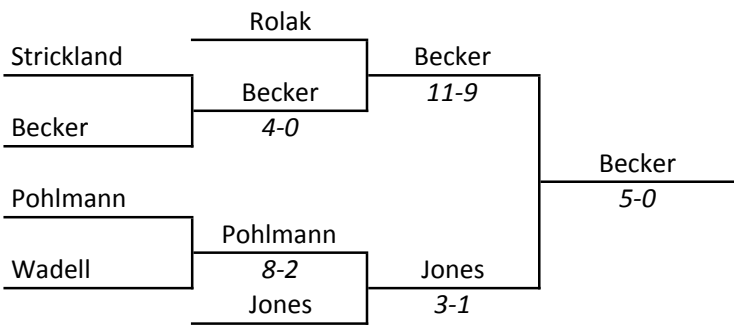 Rolak
Strickland
Becker
Becker
11-9
4-0
Becker
Becker
5-0
Pohlmann
Pohlmann
Wadell
8-2
Jones
Jones
3-1